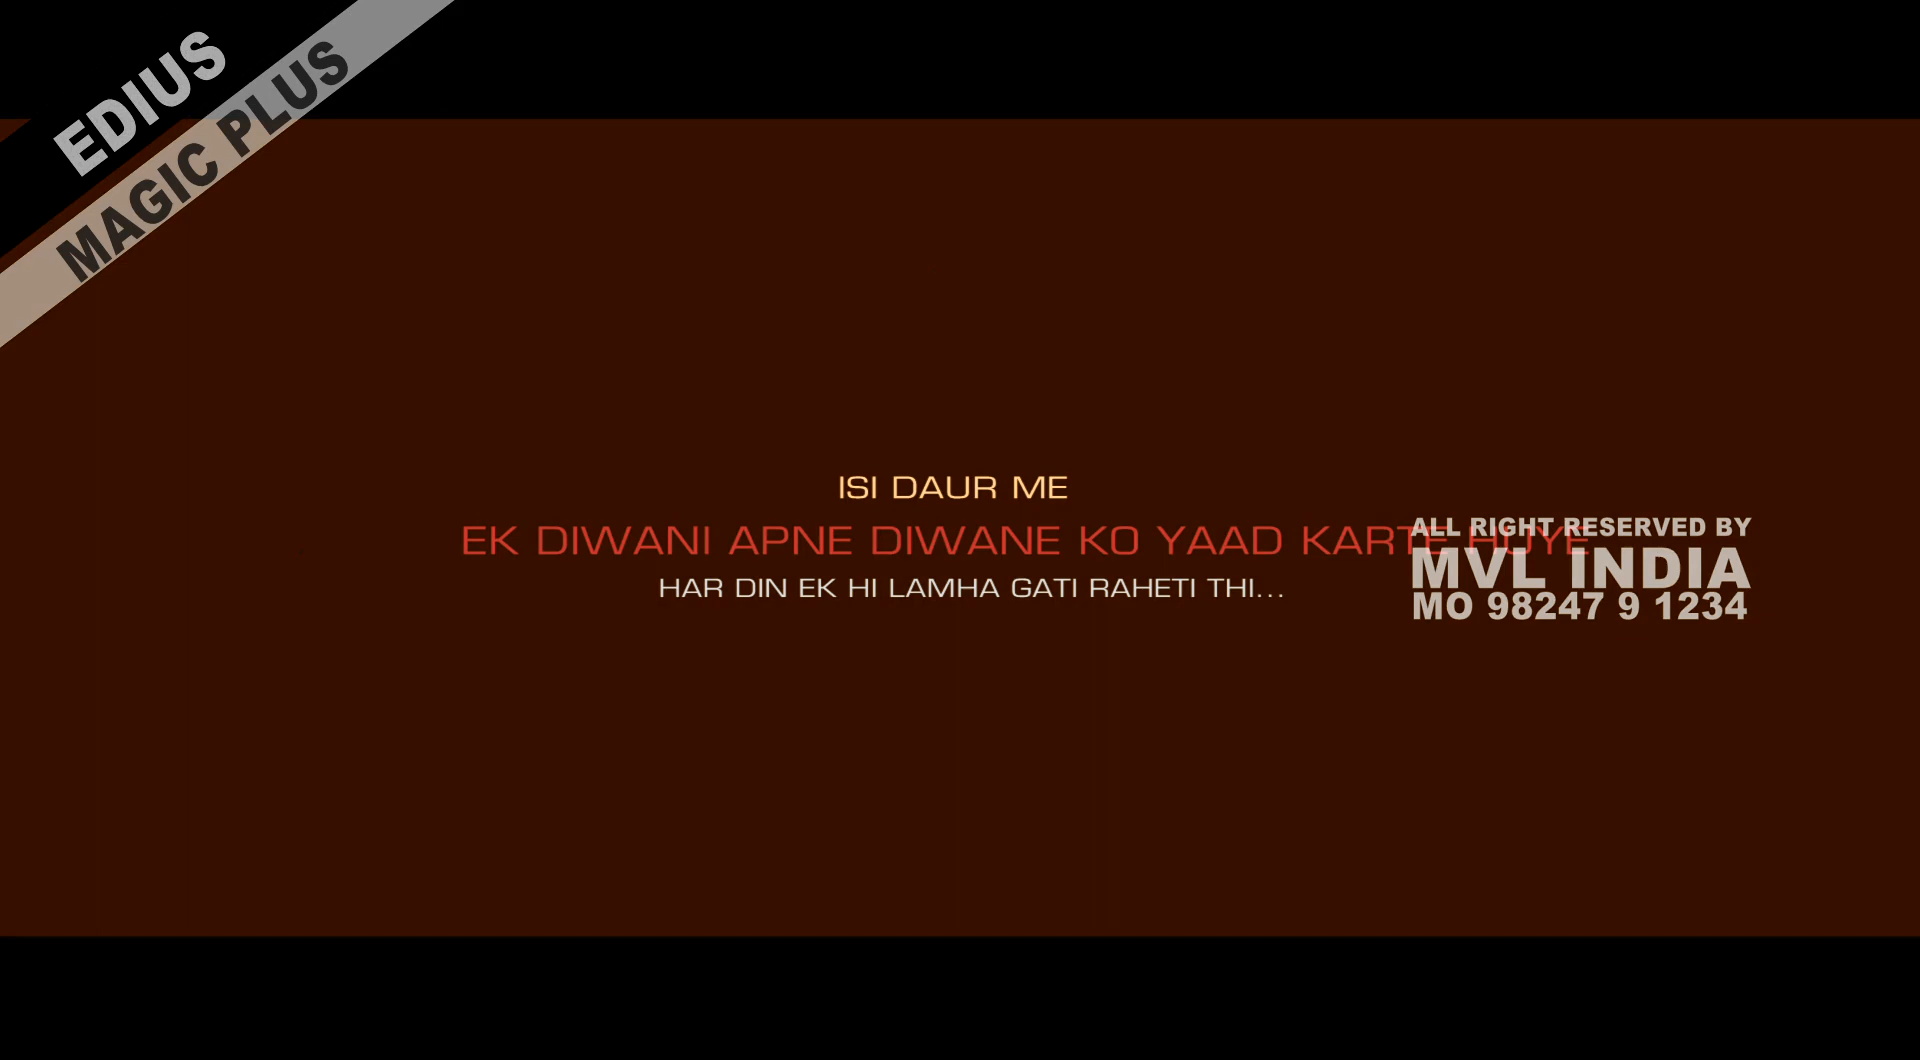 EDIUS
MAGIC PLUS
ISI DAUR ME
EK DIWANI APNE DIWANE KO YAAD KARTE HUYE
HAR DIN EK HI LAMHA GATI RAHETI THI...
ALL RIGHT RESERVED BY
MVL INDIA
MO 98247 9 1234